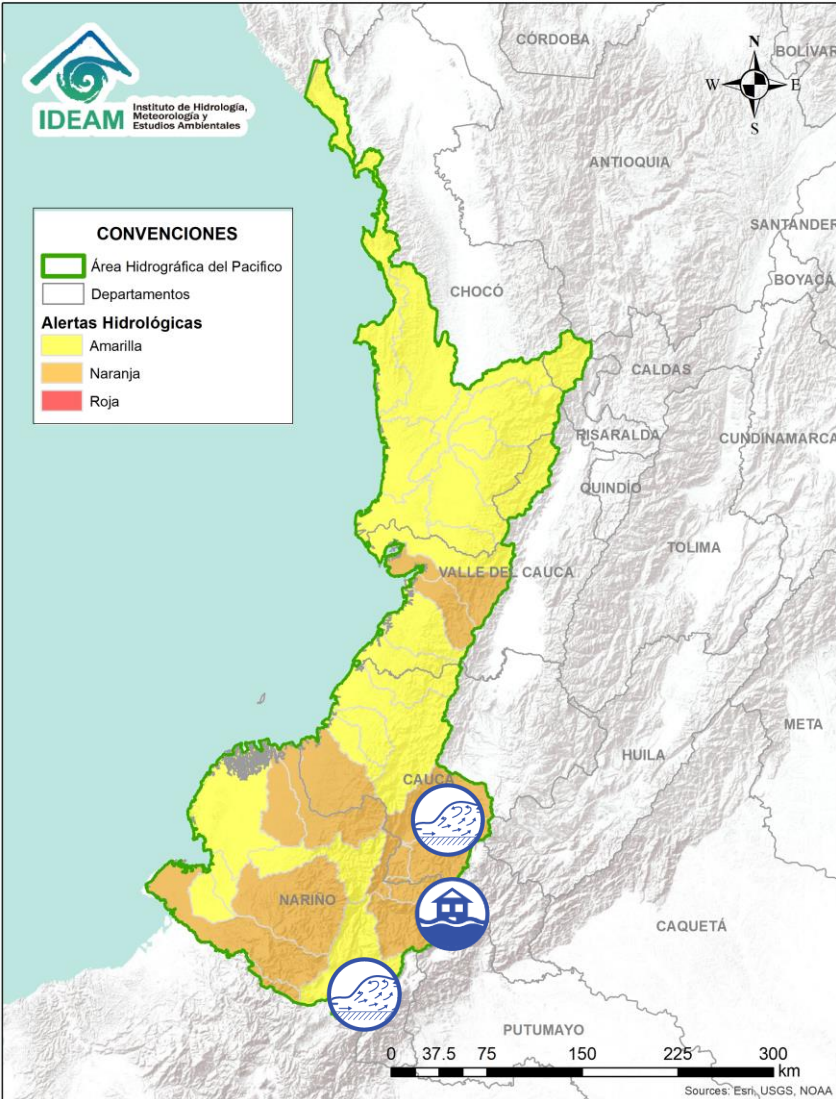 IDEAM
Instituto de Hidrología,
Meteorología y
Estudios Ambientales
CONVENCIONES
Área Hidrográfica del Pacifico
Departamentos
Alertas Hidrológicas
Amarilla
Naranja
Roja
N
W
E
S
CÓRDOBA
BOLÍVAR
ANTIOQUIA
SANTANDER
BOYACÁ
CHOCÓ
CALDAS
RISARALDA
CUNDINAMARCA
QUINDÍO
TOLIMA
VALLE DEL CAUCA
META
HUILA
CAUCA
NARIÑO
CAQUETÁ
PUTUMAYO
0 37.5 75 150 225 300
km
Sources: Esri, USGS, NOAA